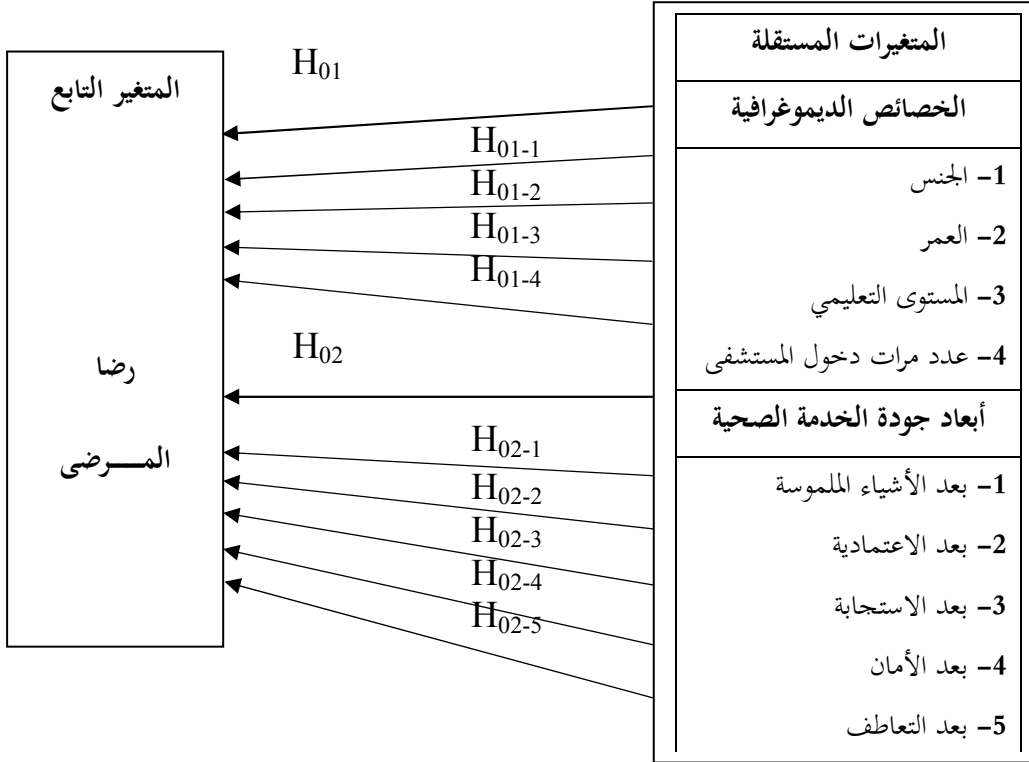 المتغيرات المستقلة
الخصائص الديموغرافية
1- الجنس
2- العمر
3- المستوى التعليمي
4- عدد مرات دخول المستشفى
أبعاد جودة الخدمة الصحية
1- بعد الأشياء الملموسة
2- بعد الاعتمادية
3- بعد الاستجابة
4- بعد الأمان
5- بعد التعاطف
H01
H01-1
H01-2
H01-3
H01-4
H02
H02-1
H02-2
H02-3
H02-4
H02-5
المتغير التابع
رضا
المـــــرضى